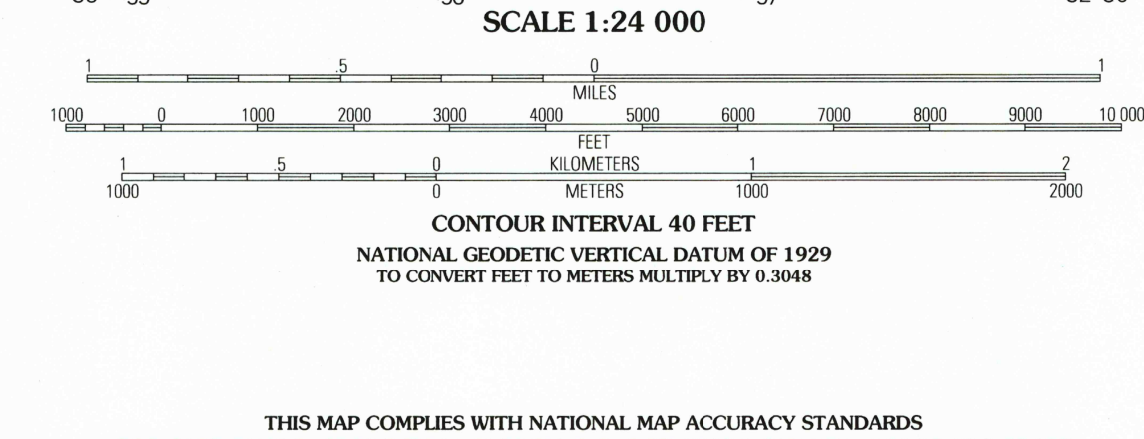 SCALE 1:24 000
1 .5 0 1
MILES
1000 0 1000 2000 3000 4000 5000 6000 7000 8000 9000 10 000
FEET
1 .5 0 KILOMETERS 1 2
1000 0 METERS 1000 2000
CONTOUR INTERVAL 40 FEET
NATIONAL GEODETIC VERTICAL DATUM OF 1929
TO CONVERT FEET TO METERS MULTIPLY BY 0.3048
THIS MAP COMPLIES WITH NATIONAL MAP ACCURACY STANDARDS